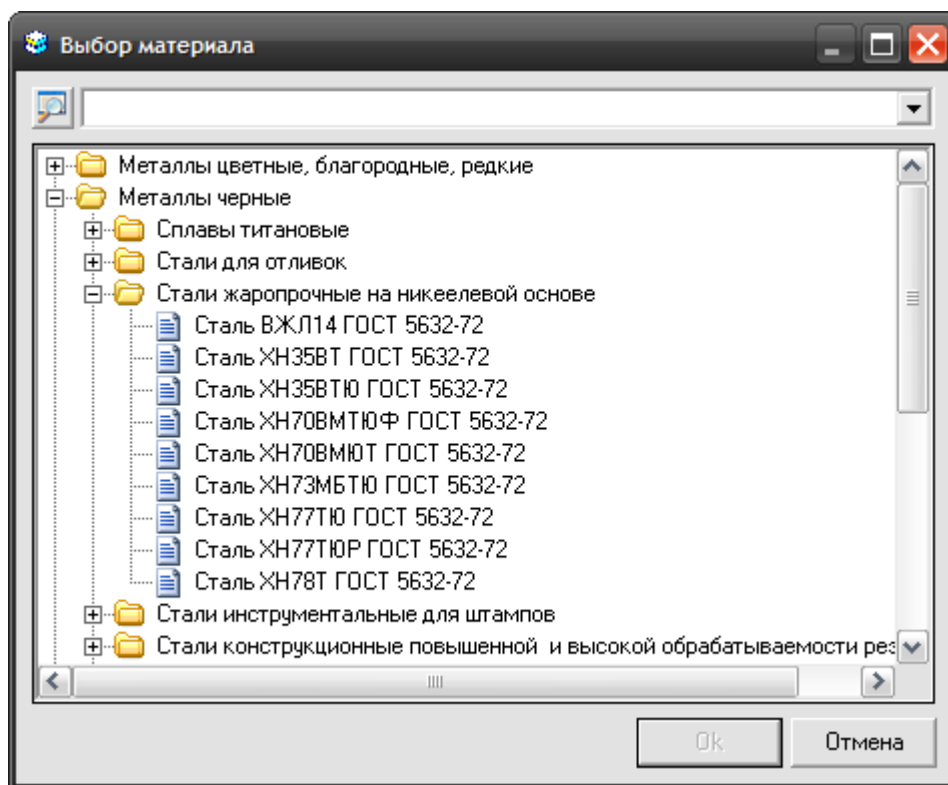 Выбор материала
Металлы цветные, благородные, редкие
Металлы черные
Сплавы титановые
Стали для отливок
Стали жаропрочные на никеелевой основе
Сталь ВЖЛ14 ГОСТ 5632-72
Сталь ХН35ВТ ГОСТ 5632-72
Сталь ХН35ВТЮ ГОСТ 5632-72
Сталь ХН70ВМТЮФ ГОСТ 5632-72
Сталь ХН70ВМЮТ ГОСТ 5632-72
Сталь ХН73МБТЮ ГОСТ 5632-72
Сталь ХН77ТЮ ГОСТ 5632-72
Сталь ХН77ТЮР ГОСТ 5632-72
Сталь ХН78Т ГОСТ 5632-72
Стали инструментальные для штампов
Стали конструкционные повышенной и высокой обрабатываемости рез
Ok Отмена